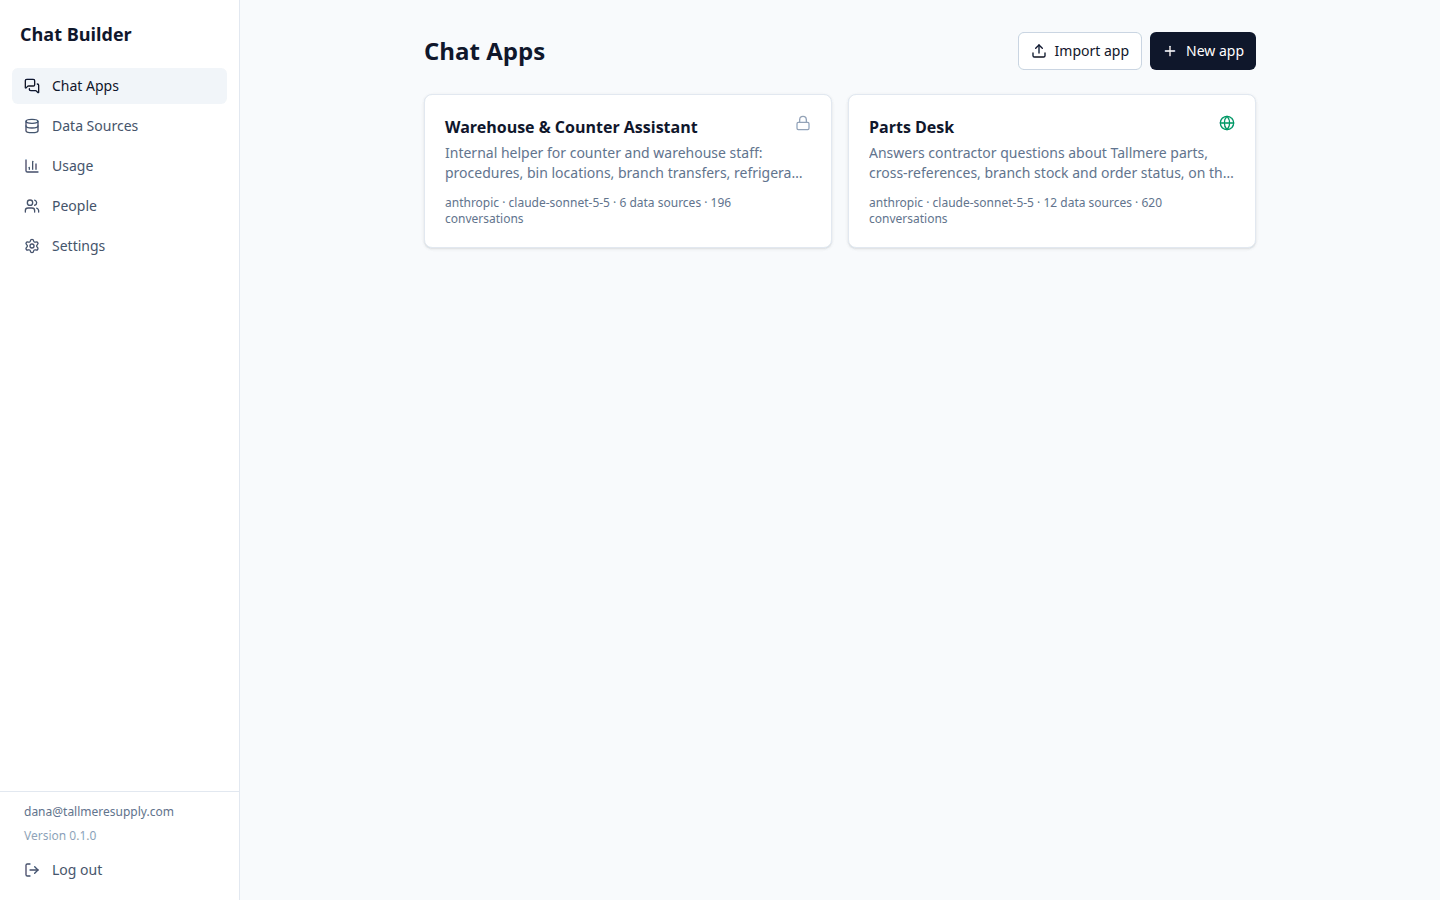 Chat Builder
Chat Apps
Data Sources
Usage
People
Settings
dana@tallmeresupply.com
Version 0.1.0
Log out
Chat Apps
Import app
New app
Warehouse & Counter Assistant
Internal helper for counter and warehouse staff:
procedures, bin locations, branch transfers, refrigera...
anthropic · claude-sonnet-5-5 · 6 data sources · 196
conversations
Parts Desk
Answers contractor questions about Tallmere parts,
cross-references, branch stock and order status, on th...
anthropic · claude-sonnet-5-5 · 12 data sources · 620
conversations